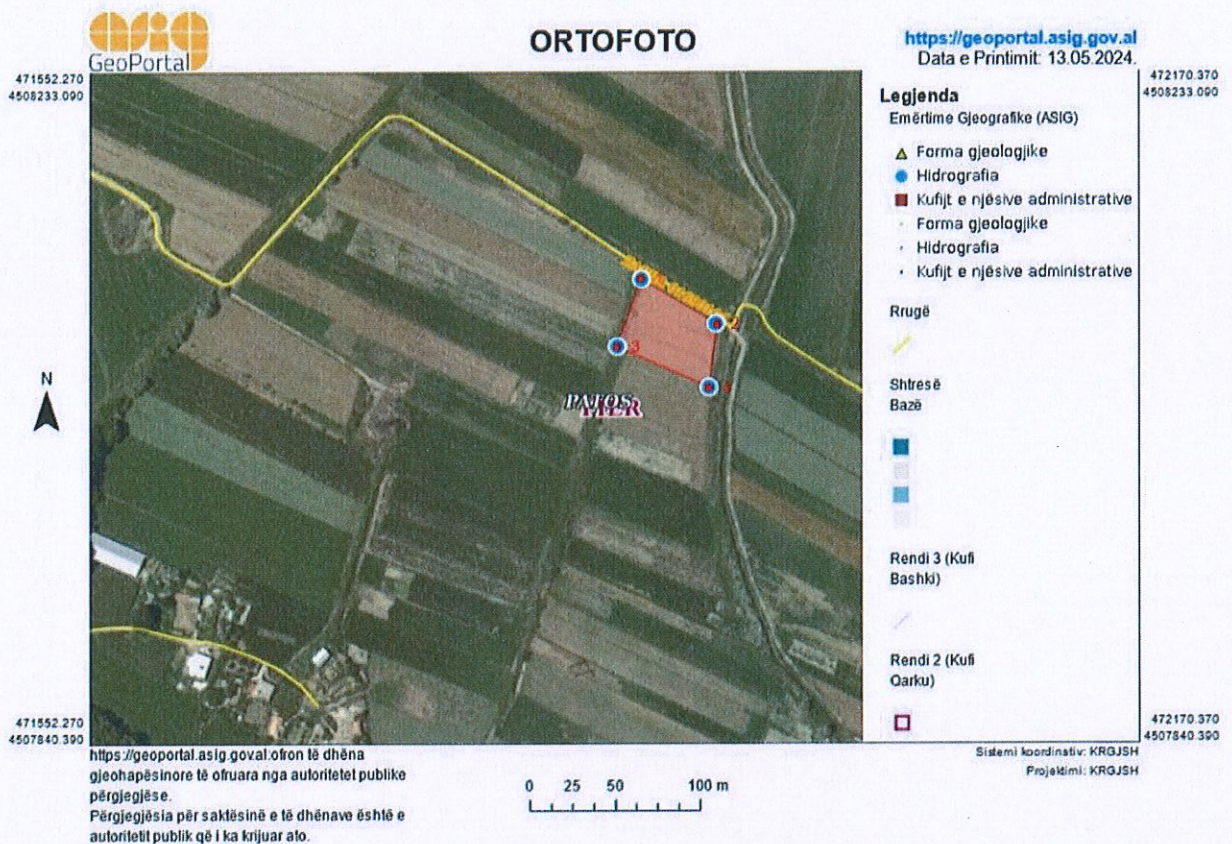 asig
GeoPortal
ORTOFOTO
https://geoportal.asig.gov.al
Data e Printimit: 13.05.2024.
471552.270
4508233.090
472170.370
4508233.090
Legjenda
Emërtime Gjeografike (ASIG)
Forma gjeologjike
Hidrografia
Kufijt e njësive administrative
Forma gjeologjike
Hidrografia
Kufijt e njësive administrative
Rrugë
Shtresë
Bazë
Rendi 3 (Kufi
Bashki)
Rendi 2 (Kufi
Qarku)
N
2
3
PATOS
FIER
471552.270
4507840.390
472170.370
4507840.390
https://geoportal.asig.gov.al:ofron të dhëna
gjeohapësinore të ofruara nga autoritetet publike
përgjegjëse.
Përgjegjësia për saktësinë e të dhënave është e
autoritetit publik që i ka krijuar ato.
0 25 50 100 m
Sistemi koordinativ: KRGJSH
Projektimi: KRGJSH